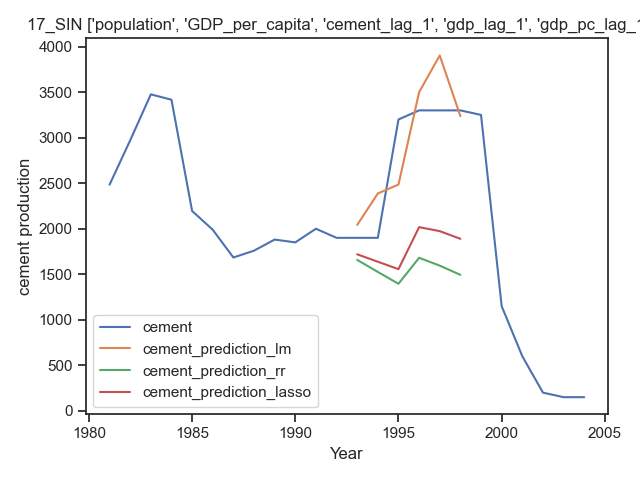 17_SIN ['population', 'GDP_per_capita', 'cement_lag_1', 'gdp_lag_1', 'gdp_pc_lag_1
4000
3500
3000
2500
2000
1500
1000
500
0
cement production
cement
cement_prediction_lm
cement_prediction_rr
cement_prediction_lasso
1980 1985 1990 1995 2000 2005
Year